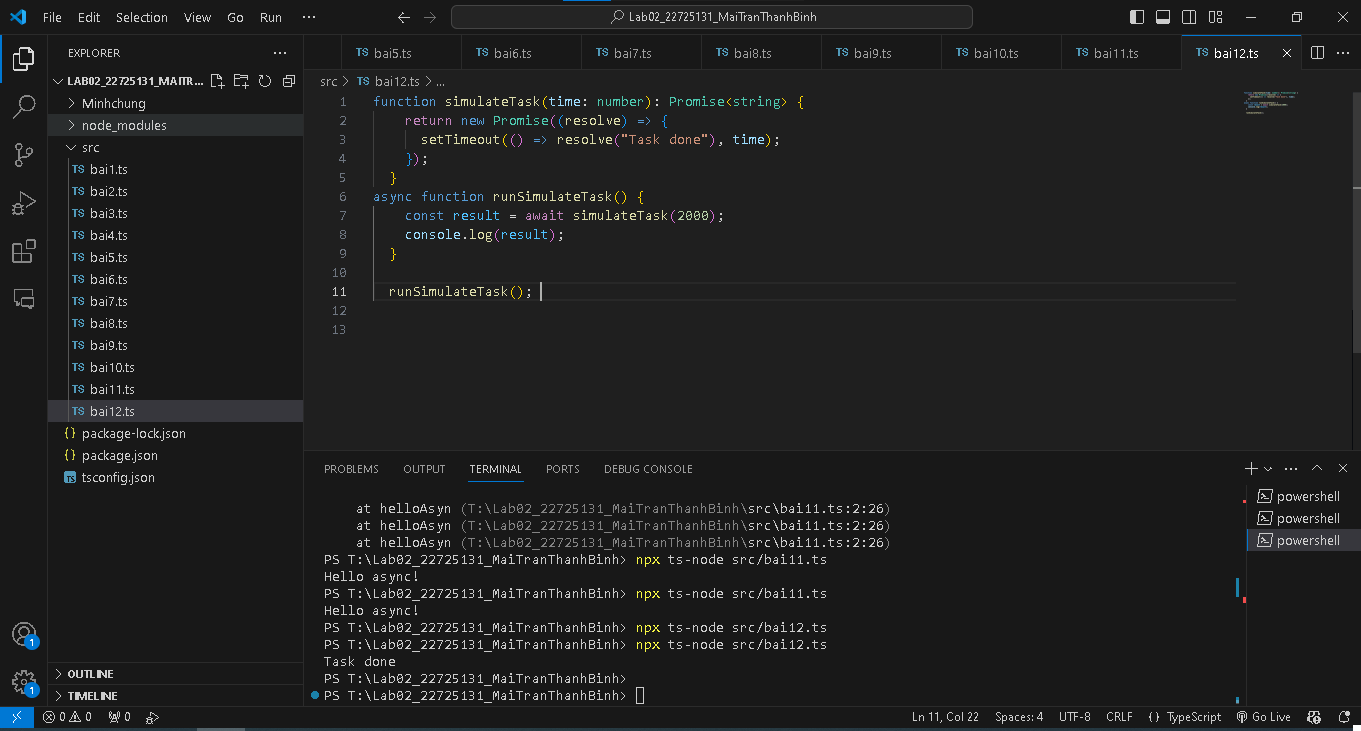 File Edit Selection View Go Run ···
Lab02_22725131_MaiTranThanhBinh
EXPLORER
LAB02_22725131_MAITR...
Minhchung
node_modules
src
TS bai1.ts
TS bai2.ts
TS bai3.ts
TS bai4.ts
TS bai5.ts
TS bai6.ts
TS bai7.ts
TS bai8.ts
TS bai9.ts
TS bai10.ts
TS bai11.ts
TS bai12.ts
{} package-lock.json
{} package.json
TS tsconfig.json
OUTLINE
TIMELINE
TS bai5.ts TS bai6.ts TS bai7.ts TS bai8.ts TS bai9.ts TS bai10.ts TS bai11.ts TS bai12.ts
src > TS bai12.ts > ...
1 function simulateTask(time: number): Promise<string> {
2 return new Promise((resolve) => {
3 setTimeout(() => resolve("Task done"), time);
4 });
5 }
6 async function runSimulateTask() {
7 const result = await simulateTask(2000);
8 console.log(result);
9 }
10
11 runSimulateTask();
12
13
PROBLEMS OUTPUT TERMINAL PORTS DEBUG CONSOLE
at helloAsyn (T:\Lab02_22725131_MaiTranThanhBinh\src\bai11.ts:2:26)
at helloAsyn (T:\Lab02_22725131_MaiTranThanhBinh\src\bai11.ts:2:26)
at helloAsyn (T:\Lab02_22725131_MaiTranThanhBinh\src\bai11.ts:2:26)
PS T:\Lab02_22725131_MaiTranThanhBinh> npx ts-node src/bai11.ts
Hello async!
PS T:\Lab02_22725131_MaiTranThanhBinh> npx ts-node src/bai11.ts
Hello async!
PS T:\Lab02_22725131_MaiTranThanhBinh> npx ts-node src/bai12.ts
PS T:\Lab02_22725131_MaiTranThanhBinh> npx ts-node src/bai12.ts
Task done
PS T:\Lab02_22725131_MaiTranThanhBinh>
PS T:\Lab02_22725131_MaiTranThanhBinh>
powershell
powershell
powershell
1
1
0 0 0 Ln 11, Col 22 Spaces: 4 UTF-8 CRLF {} TypeScript Go Live